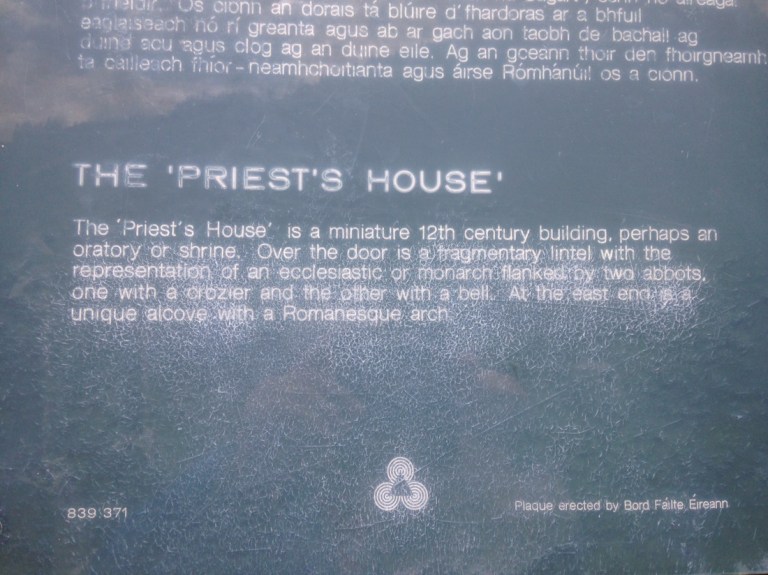 Os cionn an dorais tá blúire d'fhardoras ar a bhfuil
eaglaiseach nó rí greanta agus ab ar gach aon taobh de bachall ag
duine acu agus clog ag an duine eile. Ag an gceann thoir den fhoirgneamh
tá cailleach fhíor-neamhchoitianta agus áirse Rómhánúil os a cionn.
THE 'PRIEST'S HOUSE'
The 'Priest's House' is a miniature 12th century building, perhaps an
oratory or shrine. Over the door is a fragmentary lintel with the
representation of an ecclesiastic or monarch flanked by two abbots,
one with a crozier and the other with a bell. At the east end is a
unique alcove with a Romanesque arch
839.371
Plaque erected by Bord Fáilte Éireann